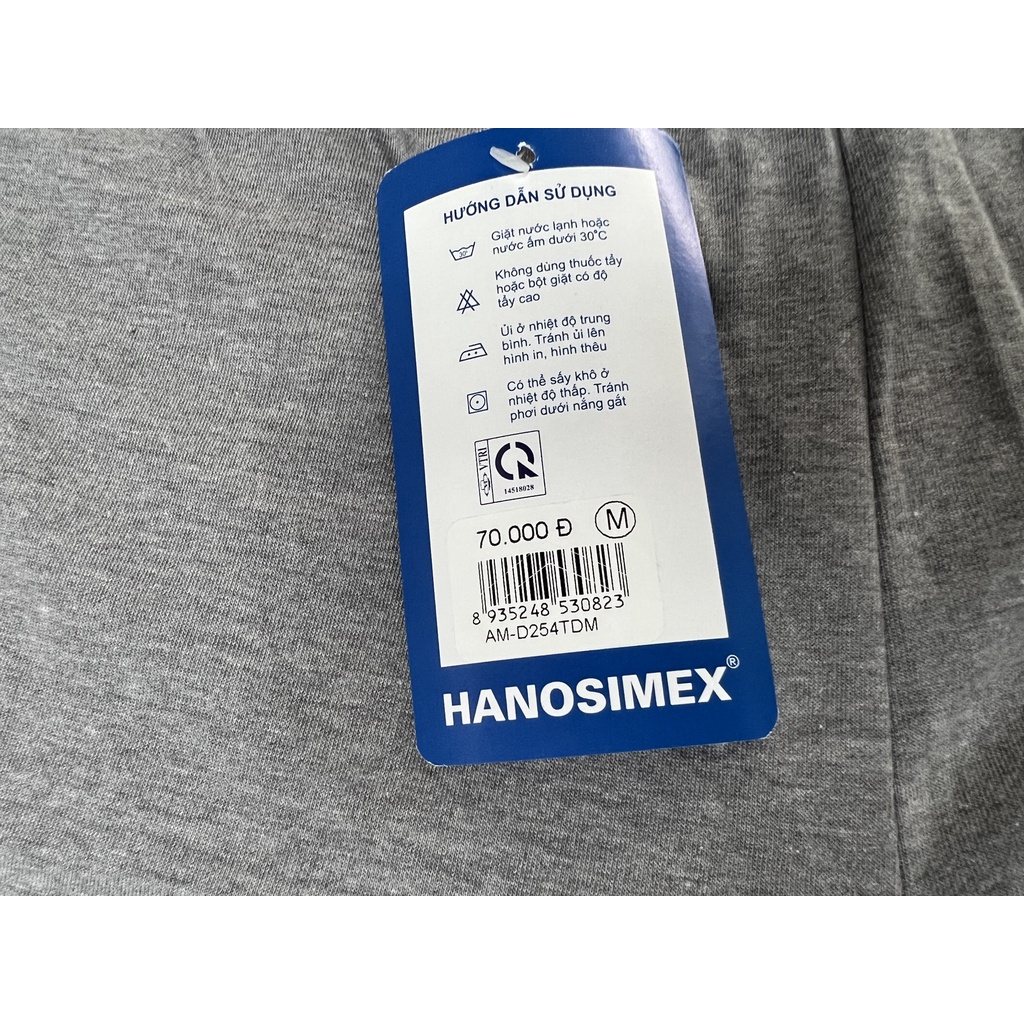 HƯỚNG DẪN SỬ DỤNG
30°
Giặt nước lạnh hoặc
nước ấm dưới 30°C
Không dùng thuốc tẩy
hoặc bột giặt có độ
tẩy cao
Ủi ở nhiệt độ trung
bình. Tránh ủi lên
hình in, hình thêu
Có thể sấy khô ở
nhiệt độ thấp. Tránh
phơi dưới nắng gắt
VTRI
14518028
70.000 Đ M
8 935248 530823
AM-D254TDM
HANOSIMEX®